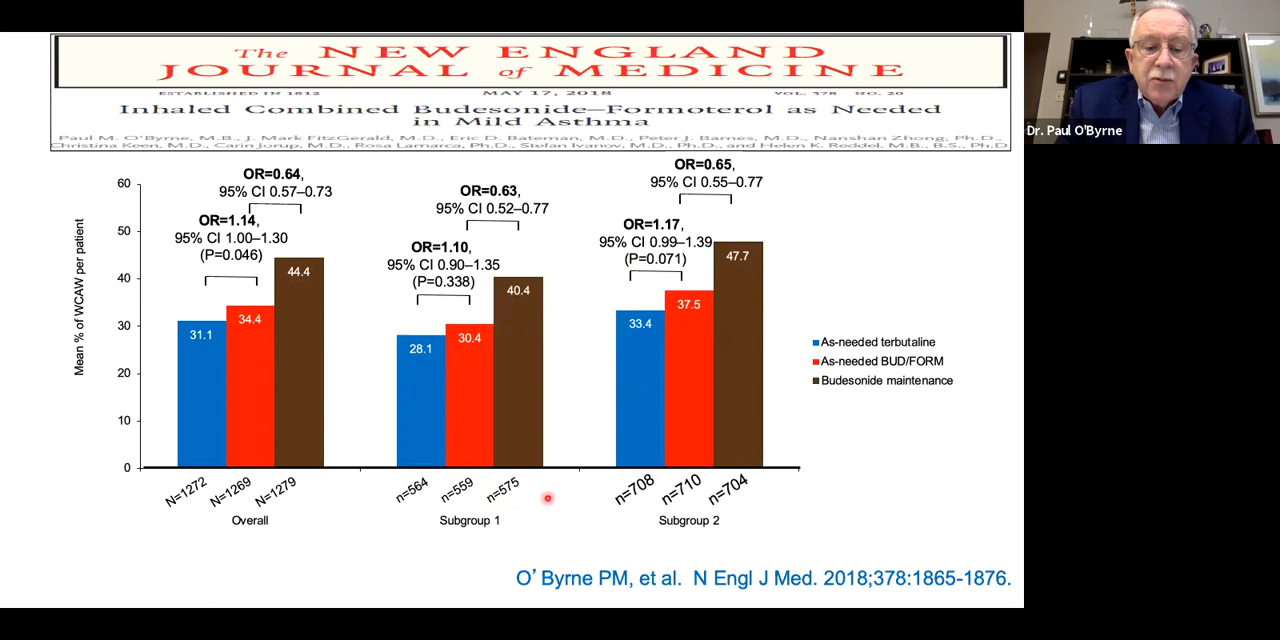 The NEW ENGLAND
JOURNAL of MEDICINE
ESTABLISHED IN 1812 MAY 17, 2018 VOL. 378 NO. 20
Inhaled Combined Budesonide–Formoterol as Needed
in Mild Asthma
Paul M. O'Byrne, M.B., J. Mark FitzGerald, M.D., Eric D. Bateman, M.D., Peter J. Barnes, M.D., Nanshan Zhong, Ph.D.,
Christina Keen, M.D., Carin Jorup, M.D., Rosa Lamarca, Ph.D., Stefan Ivanov, M.D., Ph.D., and Helen K. Reddel, M.B., B.S., Ph.D.
Dr. Paul O'Byrne
Mean % of WCAW per patient
60
50
40
30
20
10
0
OR=0.64,
95% CI 0.57–0.73
OR=1.14,
95% CI 1.00–1.30
(P=0.046)
31.1
34.4
44.4
OR=0.63,
95% CI 0.52–0.77
OR=1.10,
95% CI 0.90–1.35
(P=0.338)
28.1
30.4
40.4
OR=0.65,
95% CI 0.55–0.77
OR=1.17,
95% CI 0.99–1.39
(P=0.071)
33.4
37.5
47.7
As-needed terbutaline
As-needed BUD/FORM
Budesonide maintenance
N=1272
N=1269
N=1279
n=564
n=559
n=575
n=708
n=710
n=704
Overall
Subgroup 1
Subgroup 2
O' Byrne PM, et al. N Engl J Med. 2018;378:1865-1876.